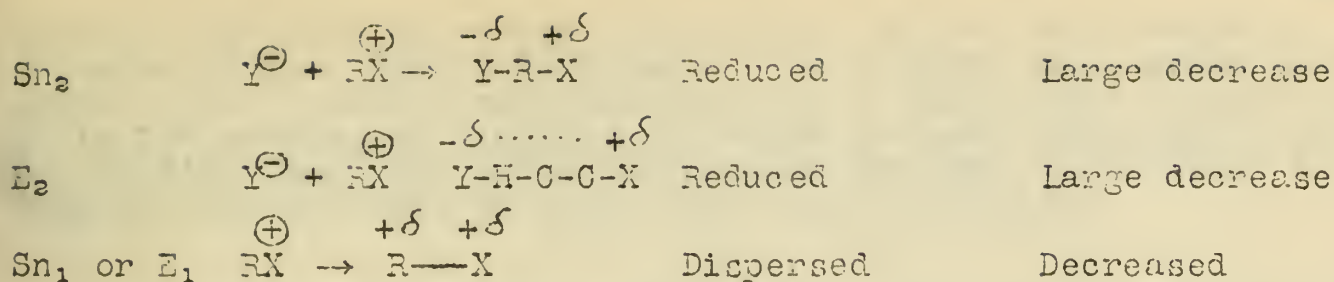 -δ +δ
Sn₂ Y⊖ + RX⊕ → Y-R-X Reduced Large decrease
-δ ...... +δ
E₂ Y⊖ + RX⊕ Y-H-C-C-X Reduced Large decrease
+δ +δ
Sn₁ or E₁ RX⊕ → R—X Dispersed Decreased